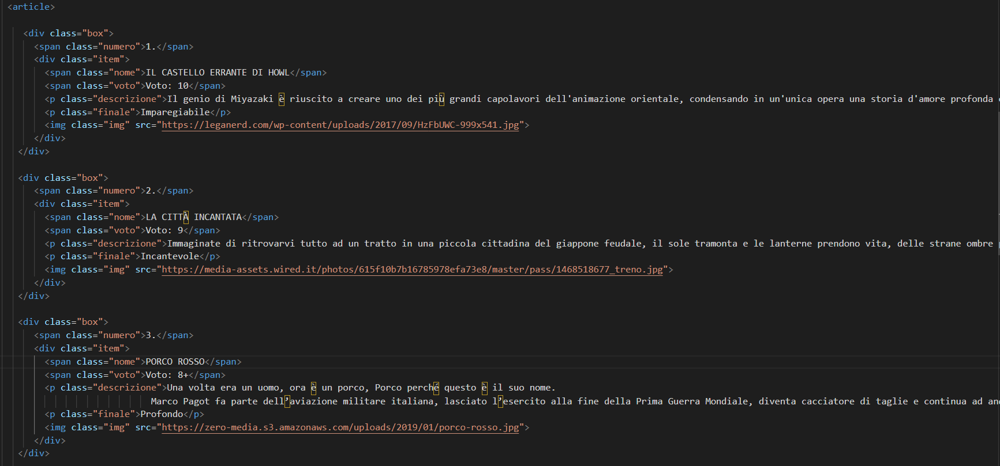 <article>
<div class="box">
<span class="numero">1.</span>
<div class="item">
<span class="nome">IL CASTELLO ERRANTE DI HOWL</span>
<span class="voto">Voto: 10</span>
<p class="descrizione">Il genio di Miyazaki è riuscito a creare uno dei più grandi capolavori dell'animazione orientale, condensando in un'unica opera una storia d'amore profonda
<p class="finale">Imparegiabile</p>
<img class="img" src="https://leganerd.com/wp-content/uploads/2017/09/HzFbUWC-999x541.jpg">
</div>
</div>
<div class="box">
<span class="numero">2.</span>
<div class="item">
<span class="nome">LA CITTÀ INCANTATA</span>
<span class="voto">Voto: 9</span>
<p class="descrizione">Immaginate di ritrovarvi tutto ad un tratto in una piccola cittadina del giappone feudale, il sole tramonta e le lanterne prendono vita, delle strane ombre
<p class="finale">Incantevole</p>
<img class="img" src="https://media-assets.wired.it/photos/615f10b7b16785978efa73e8/master/pass/1468518677_treno.jpg">
</div>
</div>
<div class="box">
<span class="numero">3.</span>
<div class="item">
<span class="nome">PORCO ROSSO</span>
<span class="voto">Voto: 8+</span>
<p class="descrizione">Una volta era un uomo, ora è un porco, Porco perché questo è il suo nome.
Marco Pagot fa parte dell’aviazione militare italiana, lasciato l’esercito alla fine della Prima Guerra Mondiale, diventa cacciatore di taglie e continua ad
<p class="finale">Profondo</p>
<img class="img" src="https://zero-media.s3.amazonaws.com/uploads/2019/01/porco-rosso.jpg">
</div>
</div>